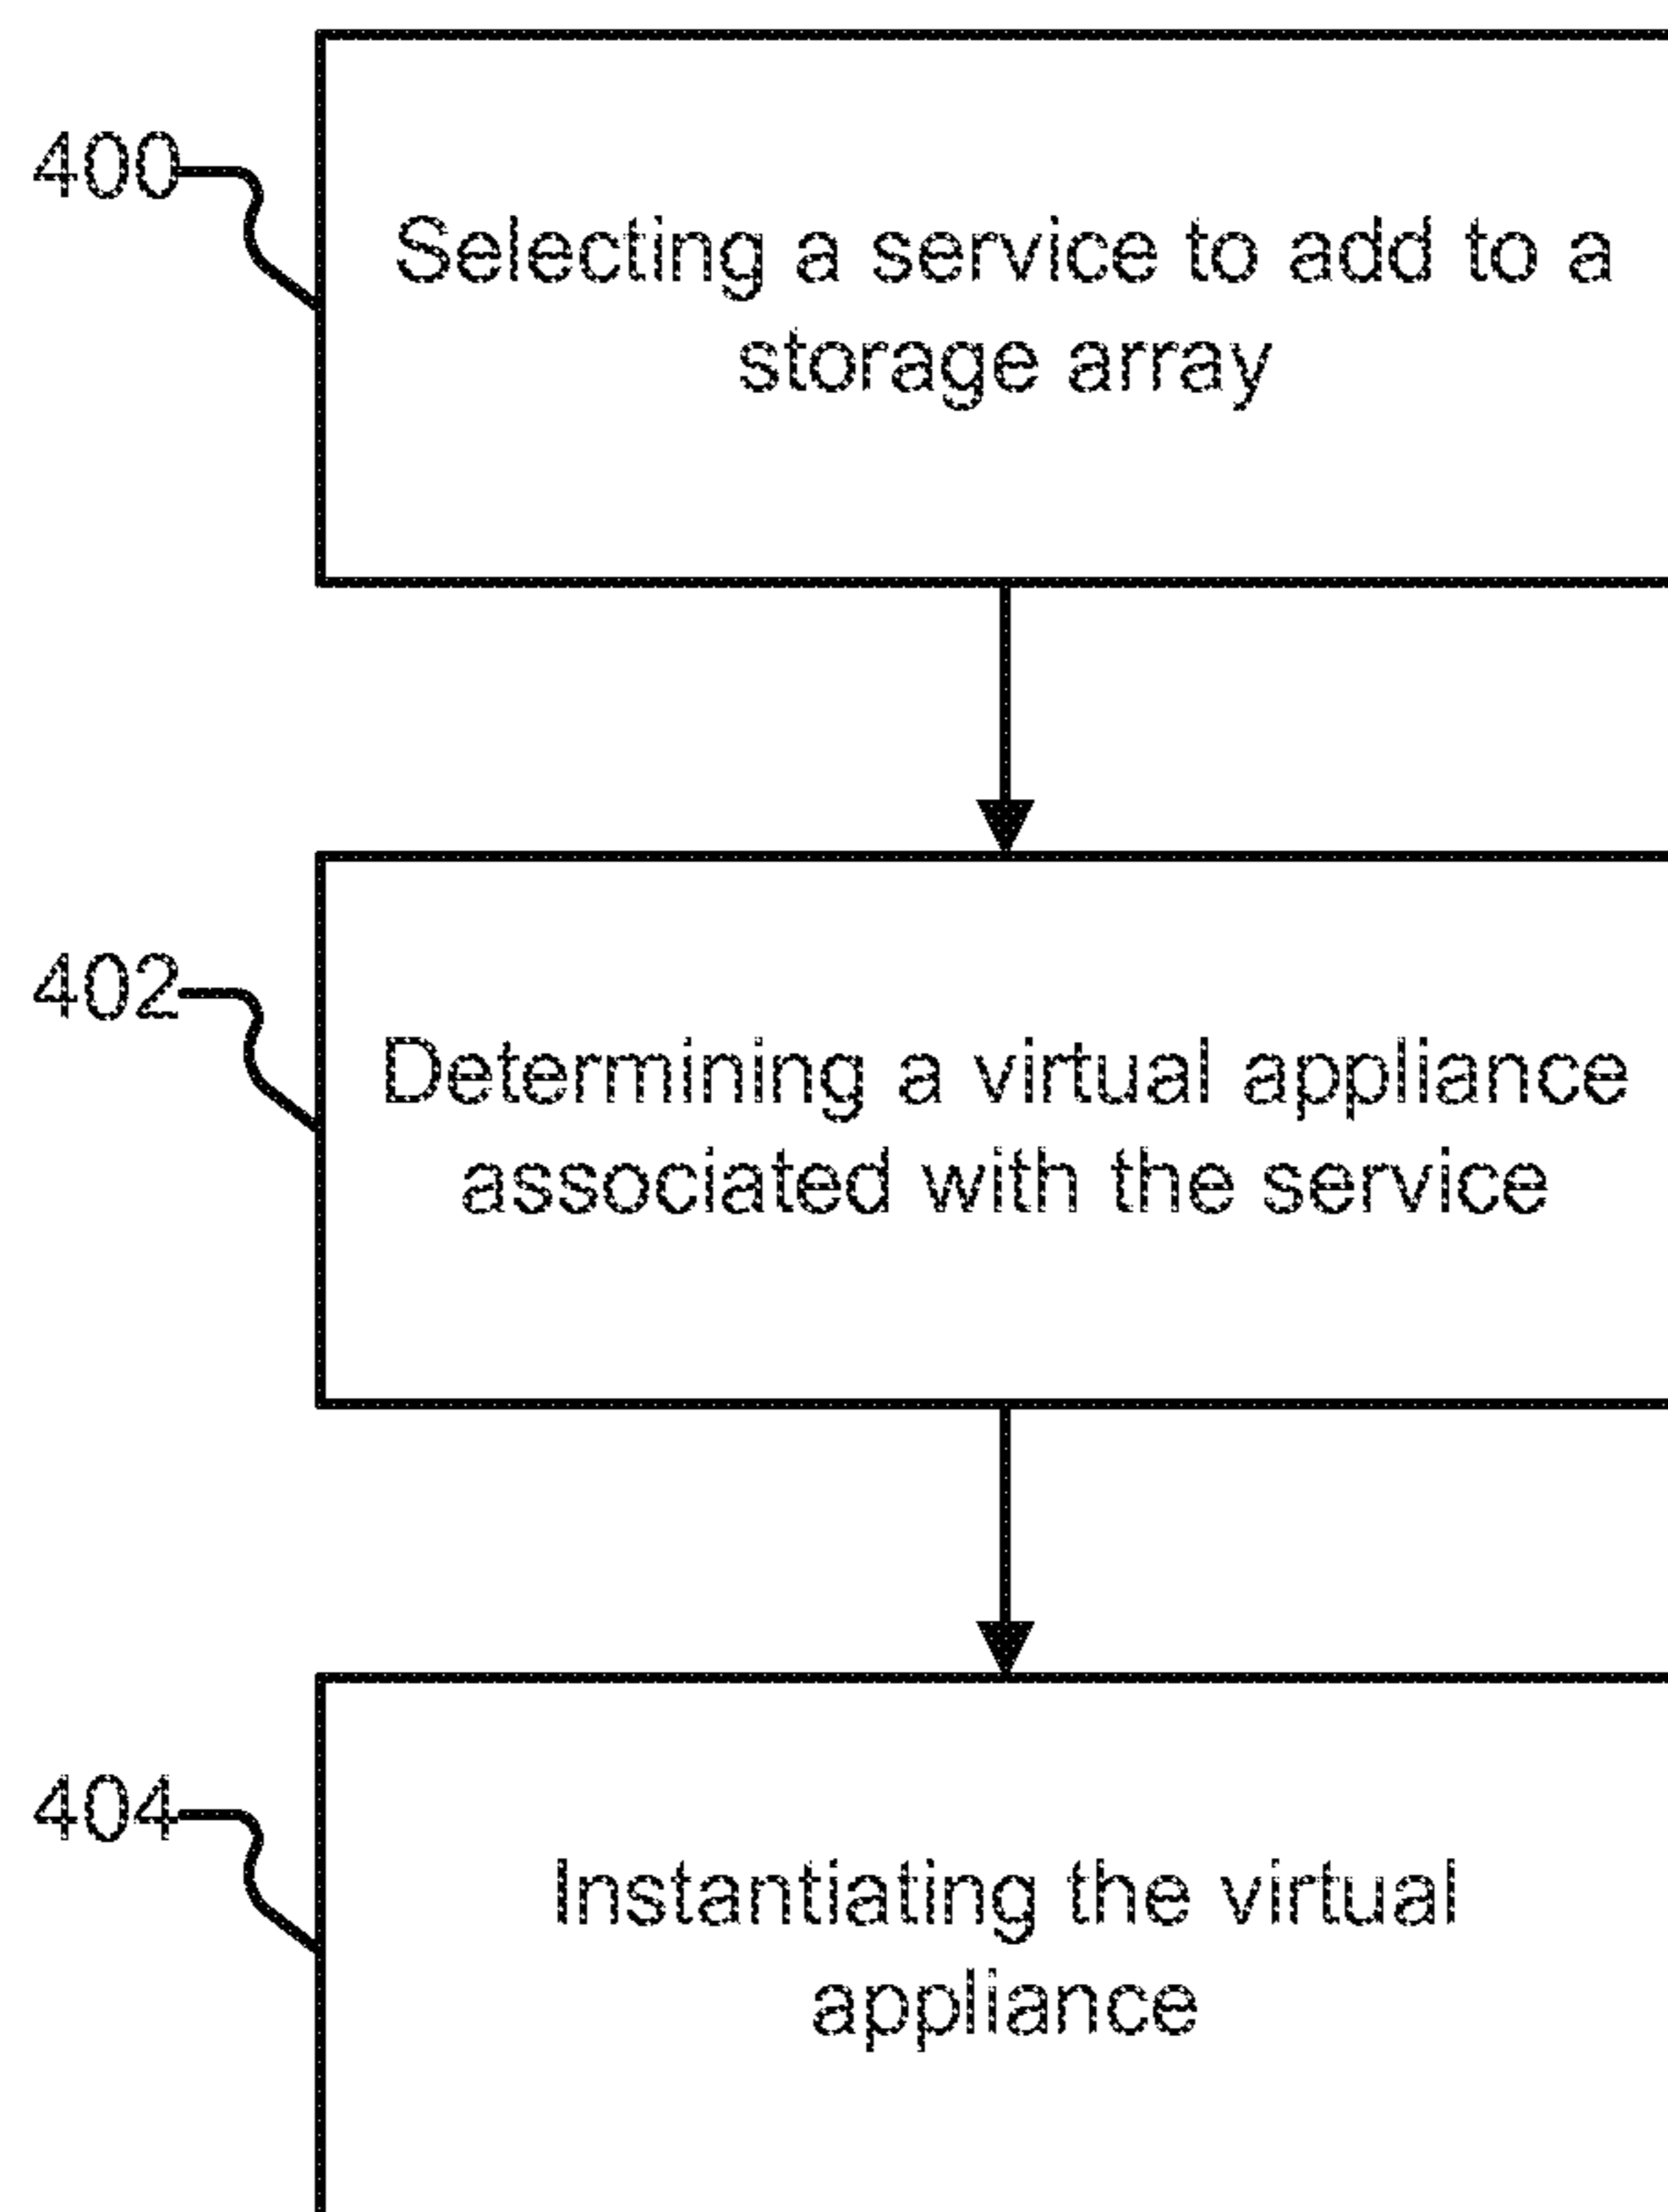 400
Selecting a service to add to a
storage array
402
Determining a virtual appliance
associated with the service
404
Instantiating the virtual
appliance